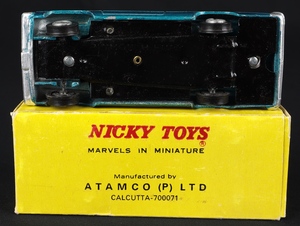 NICKY TOYS
MARVELS IN MINIATURE
Manufactured by
ATAMCO (P) LTD
CALCUTTA-700071